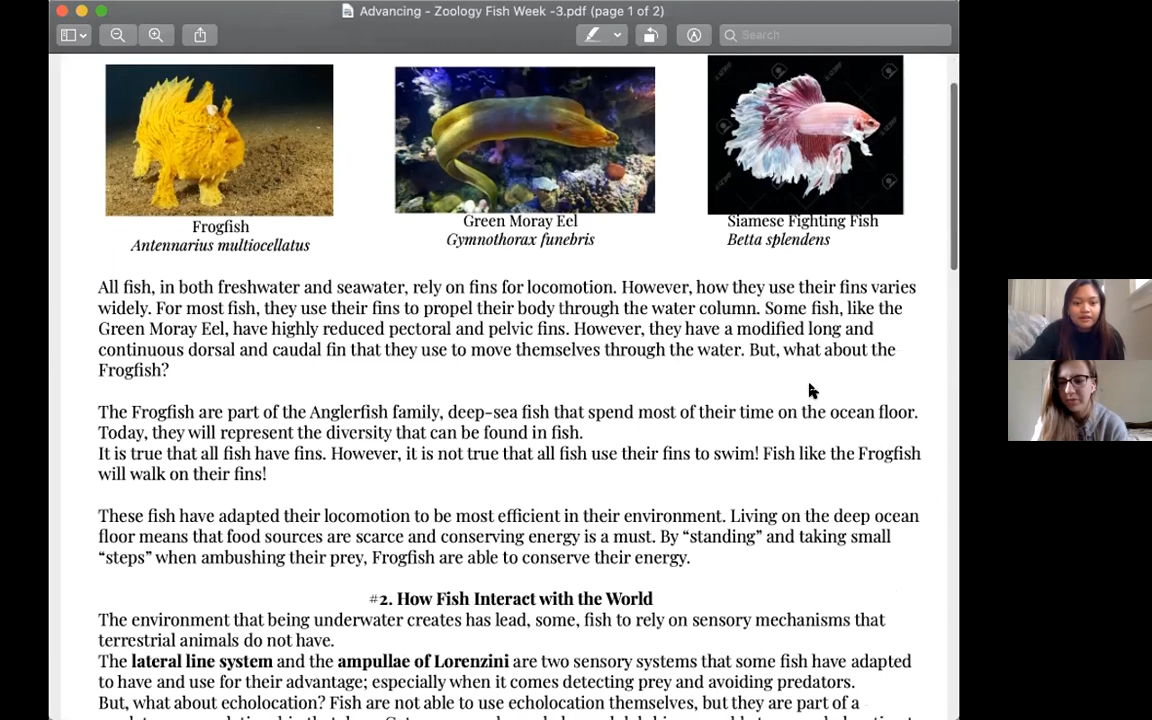 Advancing - Zoology Fish Week -3.pdf (page 1 of 2)
Search
Frogfish
Antennarius multiocellatus
Green Moray Eel
Gymnothorax funebris
Siamese Fighting Fish
Betta splendens
All fish, in both freshwater and seawater, rely on fins for locomotion. However, how they use their fins varies
widely. For most fish, they use their fins to propel their body through the water column. Some fish, like the
Green Moray Eel, have highly reduced pectoral and pelvic fins. However, they have a modified long and
continuous dorsal and caudal fin that they use to move themselves through the water. But, what about the
Frogfish?
The Frogfish are part of the Anglerfish family, deep-sea fish that spend most of their time on the ocean floor.
Today, they will represent the diversity that can be found in fish.
It is true that all fish have fins. However, it is not true that all fish use their fins to swim! Fish like the Frogfish
will walk on their fins!
These fish have adapted their locomotion to be most efficient in their environment. Living on the deep ocean
floor means that food sources are scarce and conserving energy is a must. By “standing” and taking small
“steps” when ambushing their prey, Frogfish are able to conserve their energy.
#2. How Fish Interact with the World
The environment that being underwater creates has lead, some, fish to rely on sensory mechanisms that
terrestrial animals do not have.
The lateral line system and the ampullae of Lorenzini are two sensory systems that some fish have adapted
to have and use for their advantage; especially when it comes detecting prey and avoiding predators.
But, what about echolocation? Fish are not able to use echolocation themselves, but they are part of a